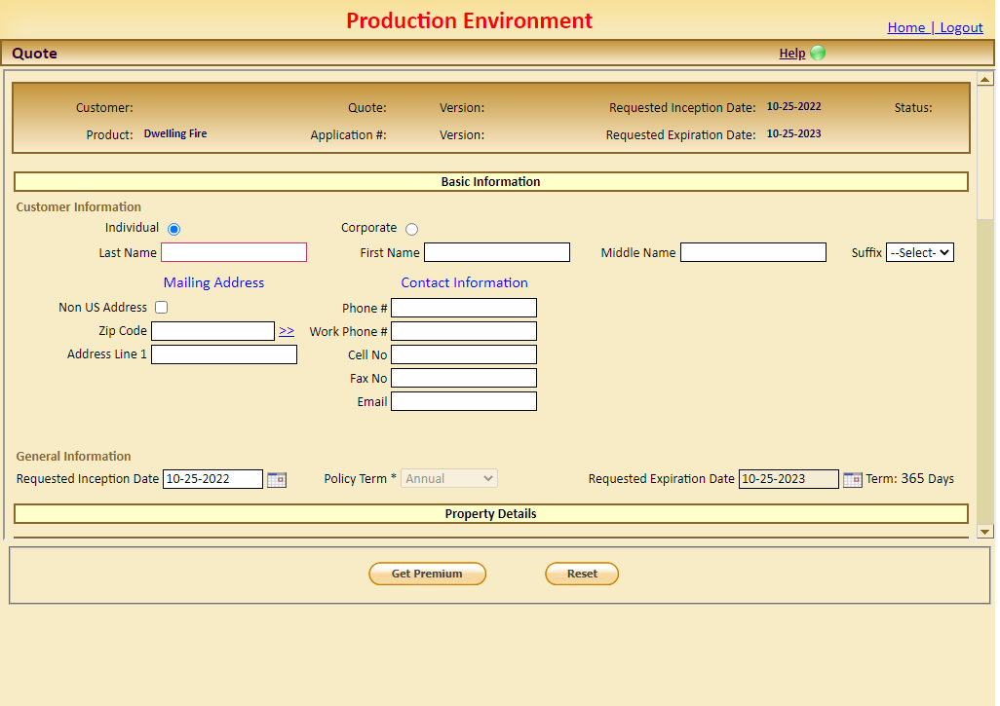 Production Environment
Home | Logout
Quote Help
Customer: Quote: Version: Requested Inception Date: 10-25-2022 Status:
Product: Dwelling Fire Application #: Version: Requested Expiration Date: 10-25-2023
Basic Information
Customer Information
Individual Corporate
Last Name First Name Middle Name Suffix --Select-
Mailing Address Contact Information
Non US Address Phone #
Zip Code >> Work Phone #
Address Line 1 Cell No
Fax No
Email
General Information
Requested Inception Date 10-25-2022 Policy Term * Annual Requested Expiration Date 10-25-2023 Term: 365 Days
Property Details
Get Premium Reset